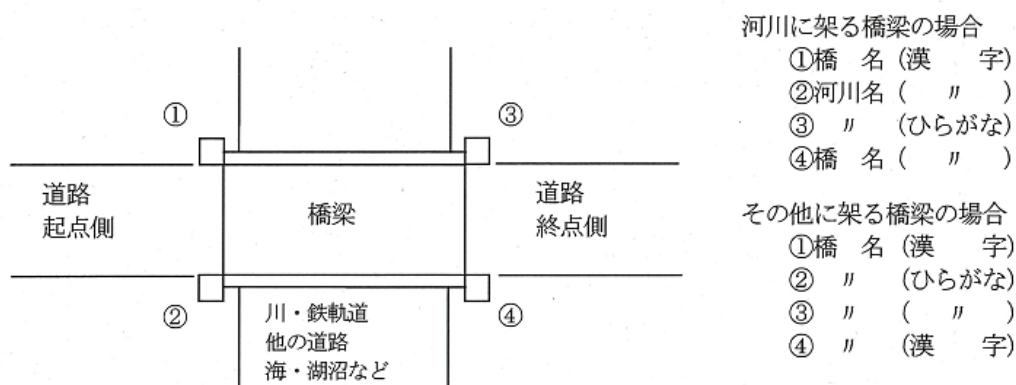 ①
③
道路
起点側
橋梁
道路
終点側
②
④
川・鉄軌道
他の道路
海・湖沼など
河川に架る橋梁の場合
①橋　名（漢　　字）
②河川名（　〃　）
③　〃　（ひらがな）
④橋　名（　〃　）
その他に架る橋梁の場合
①橋　名（漢　　字）
②　〃　（ひらがな）
③　〃　（　〃　）
④　〃　（漢　　字）